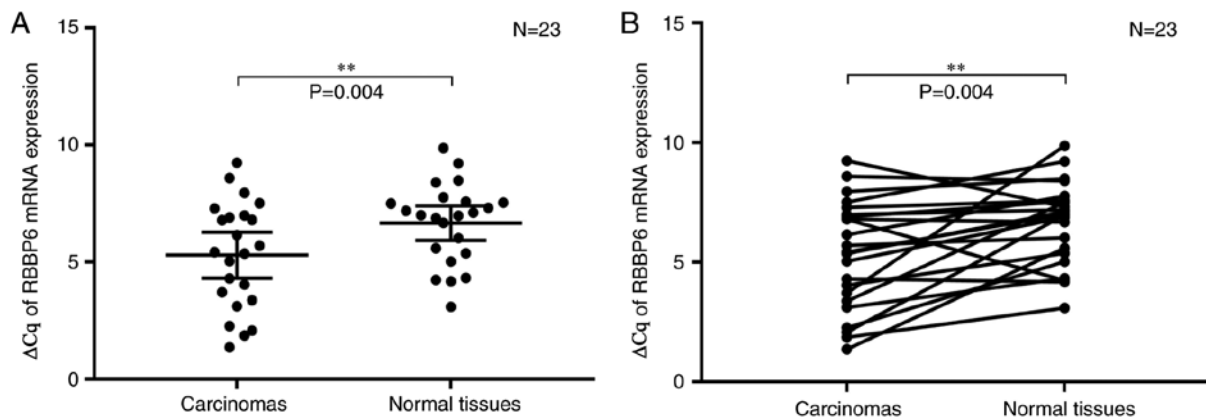 A
N=23
**
P=0.004
ΔCq of RBBP6 mRNA expression
15
10
5
0
Carcinomas
Normal tissues
B
N=23
**
P=0.004
ΔCq of RBBP6 mRNA expression
15
10
5
0
Carcinomas
Normal tissues